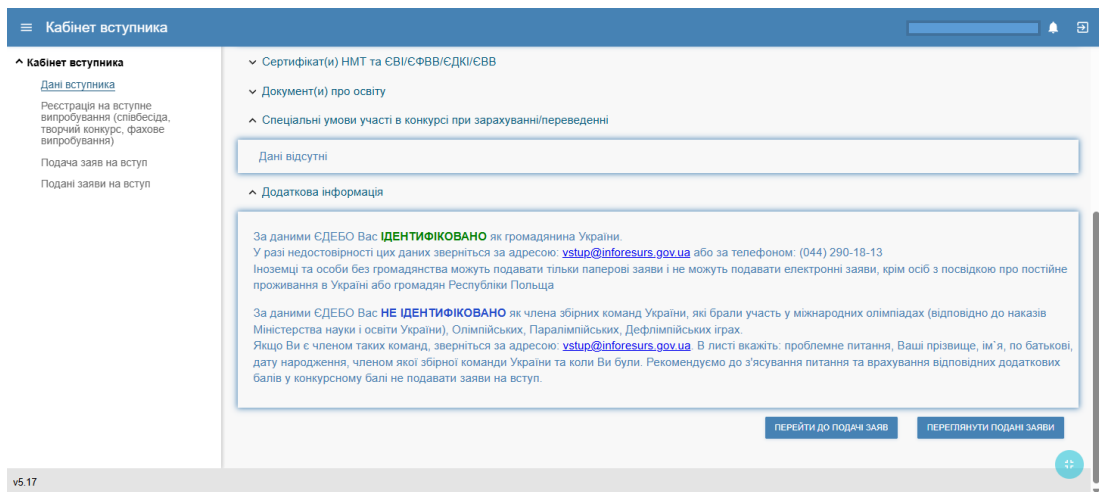 Кабінет вступника
Кабінет вступника
Дані вступника
Реєстрація на вступне
випробування (співбесіда,
творчий конкурс, фахове
випробування)
Подача заяв на вступ
Подані заяви на вступ
Сертифікат(и) НМТ та ЄВІ/ЄФВВ/ЄДКІ/ЄВВ
Документ(и) про освіту
Спеціальні умови участі в конкурсі при зарахуванні/переведенні
Дані відсутні
Додаткова інформація
За даними ЄДЕБО Вас ІДЕНТИФІКОВАНО як громадянина України.
У разі недостовірності цих даних зверніться за адресою: vstup@inforesurs.gov.ua або за телефоном: (044) 290-18-13
Іноземці та особи без громадянства можуть подавати тільки паперові заяви і не можуть подавати електронні заяви, крім осіб з посвідкою про постійне
проживання в Україні або громадян Республіки Польща
За даними ЄДЕБО Вас НЕ ІДЕНТИФІКОВАНО як члена збірних команд України, які брали участь у міжнародних олімпіадах (відповідно до наказів
Міністерства науки і освіти України), Олімпійських, Паралімпійських, Дефлімпійських іграх.
Якщо Ви є членом таких команд, зверніться за адресою: vstup@inforesurs.gov.ua. В листі вкажіть: проблемне питання, Ваші прізвище, ім`я, по батькові,
дату народження, членом якої збірної команди України та коли Ви були. Рекомендуємо до з'ясування питання та врахування відповідних додаткових
балів у конкурсному балі не подавати заяви на вступ.
ПЕРЕЙТИ ДО ПОДАЧІ ЗАЯВ
ПЕРЕГЛЯНУТИ ПОДАНІ ЗАЯВИ
v5.17